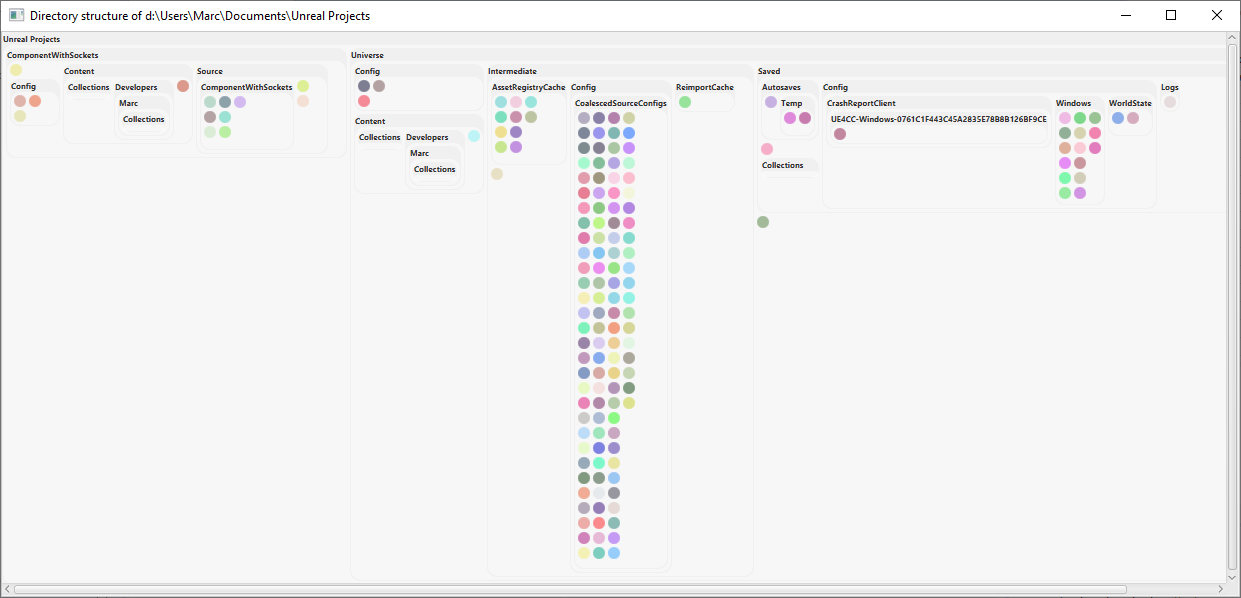 Directory structure of d:\Users\Marc\Documents\Unreal Projects
Unreal Projects
ComponentWithSockets
Config
Content
Collections
Developers
Marc
Collections
Source
ComponentWithSockets
Universe
Config
Content
Collections
Developers
Marc
Collections
Intermediate
AssetRegistryCache
Config
CoalescedSourceConfigs
ReimportCache
Saved
Autosaves
Temp
Collections
Config
CrashReportClient
UE4CC-Windows-0761C1F443C45A2835E78B8B126BF9CE
Windows
WorldState
Logs